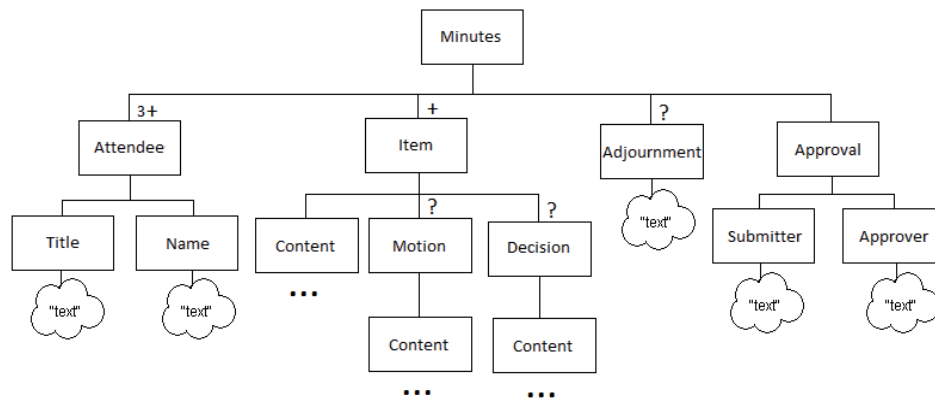 Minutes
3+
+
?
Attendee
Item
Adjournment
Approval
?
?
"text"
Title
Name
Content
Motion
Decision
Submitter
Approver
...
"text"
"text"
"text"
"text"
Content
Content
...
...